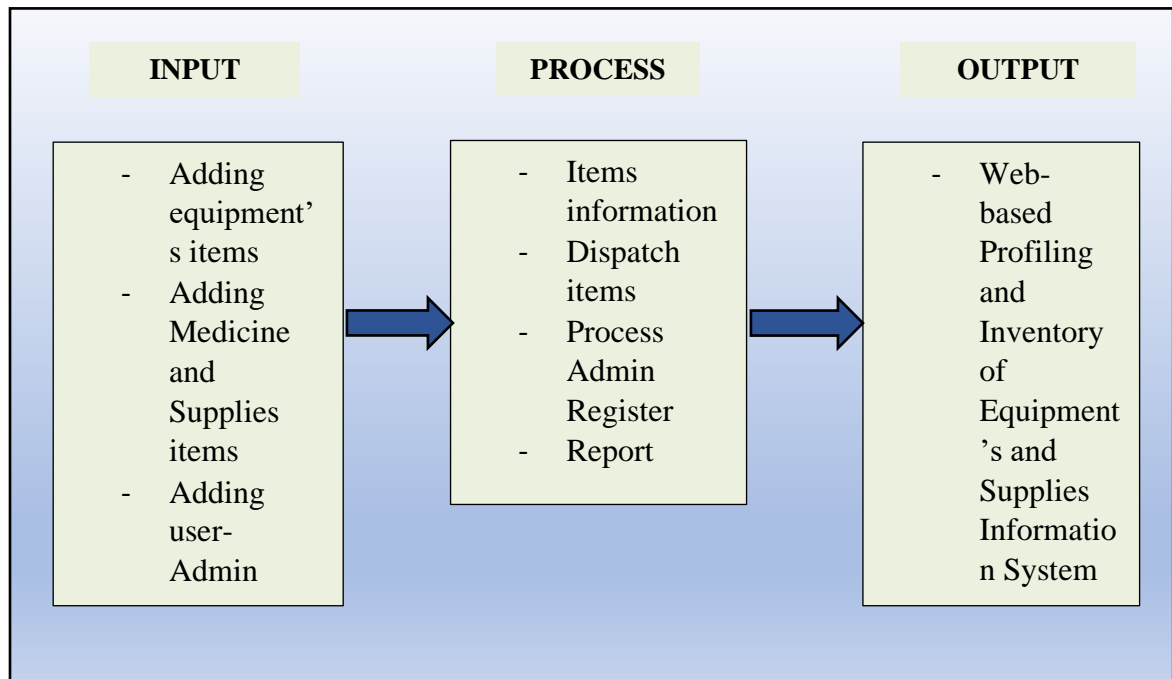 INPUT
- Adding
equipment’
s items
- Adding
Medicine
and
Supplies
items
- Adding
user-
Admin
PROCESS
- Items
information
- Dispatch
items
- Process
Admin
Register
- Report
OUTPUT
- Web-
based
Profiling
and
Inventory
of
Equipment
’s and
Supplies
Informatio
n System